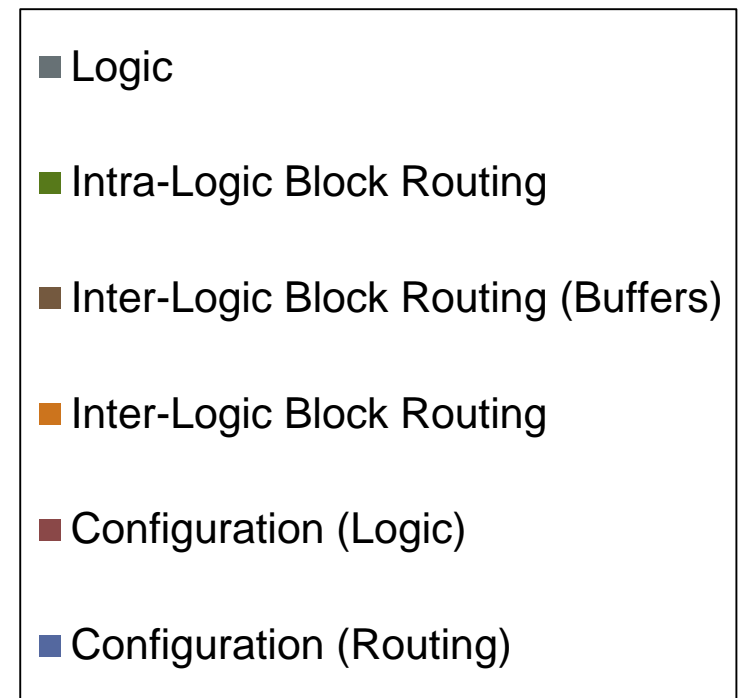 Logic
Intra-Logic Block Routing
Inter-Logic Block Routing (Buffers)
Inter-Logic Block Routing
Configuration (Logic)
Configuration (Routing)